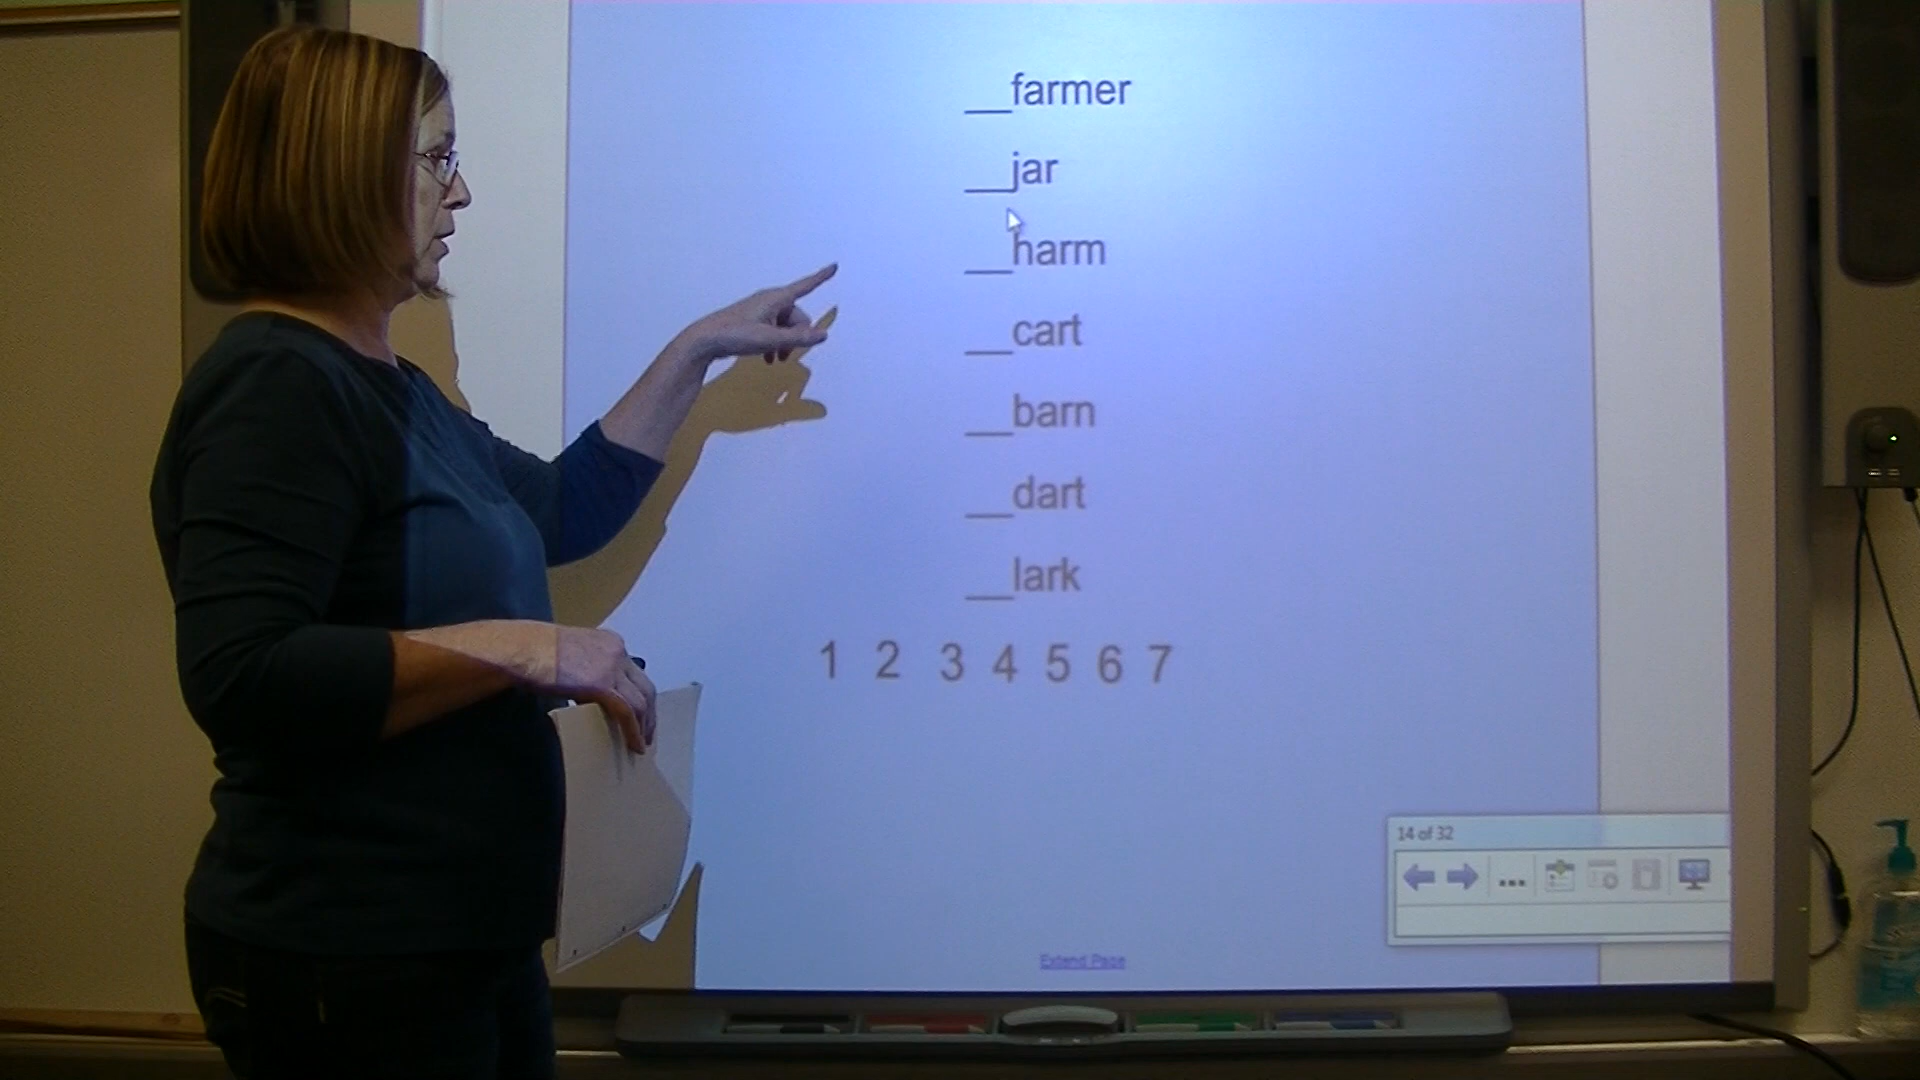 __farmer
__jar
__harm
__cart
__barn
__dart
__lark
1 2 3 4 5 6 7
14 of 32
...
Extend Page